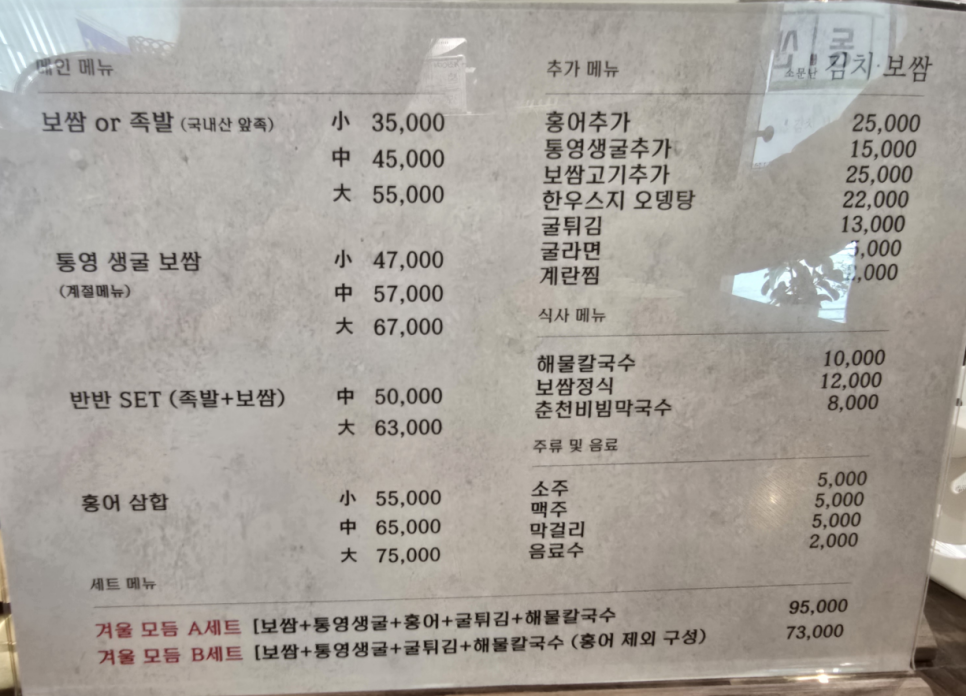 메인 메뉴
보쌈 or 족발 (국내산 앞족) 小 35,000
中 45,000
大 55,000
통영 생굴 보쌈 小 47,000
(계절메뉴) 中 57,000
大 67,000
반반 SET (족발+보쌈) 中 50,000
大 63,000
홍어 삼합 小 55,000
中 65,000
大 75,000
추가 메뉴
소문난 김치·보쌈
홍어추가 25,000
통영생굴추가 15,000
보쌈고기추가 25,000
한우스지 오뎅탕 22,000
굴튀김 13,000
굴라면
계란찜
식사 메뉴
해물칼국수 10,000
보쌈정식 12,000
춘천비빔막국수 8,000
주류 및 음료
소주 5,000
맥주 5,000
막걸리 5,000
음료수 2,000
세트 메뉴
겨울 모듬 A세트 [보쌈+통영생굴+홍어+굴튀김+해물칼국수 95,000
겨울 모듬 B세트 [보쌈+통영생굴+굴튀김+해물칼국수 (홍어 제외 구성) 73,000